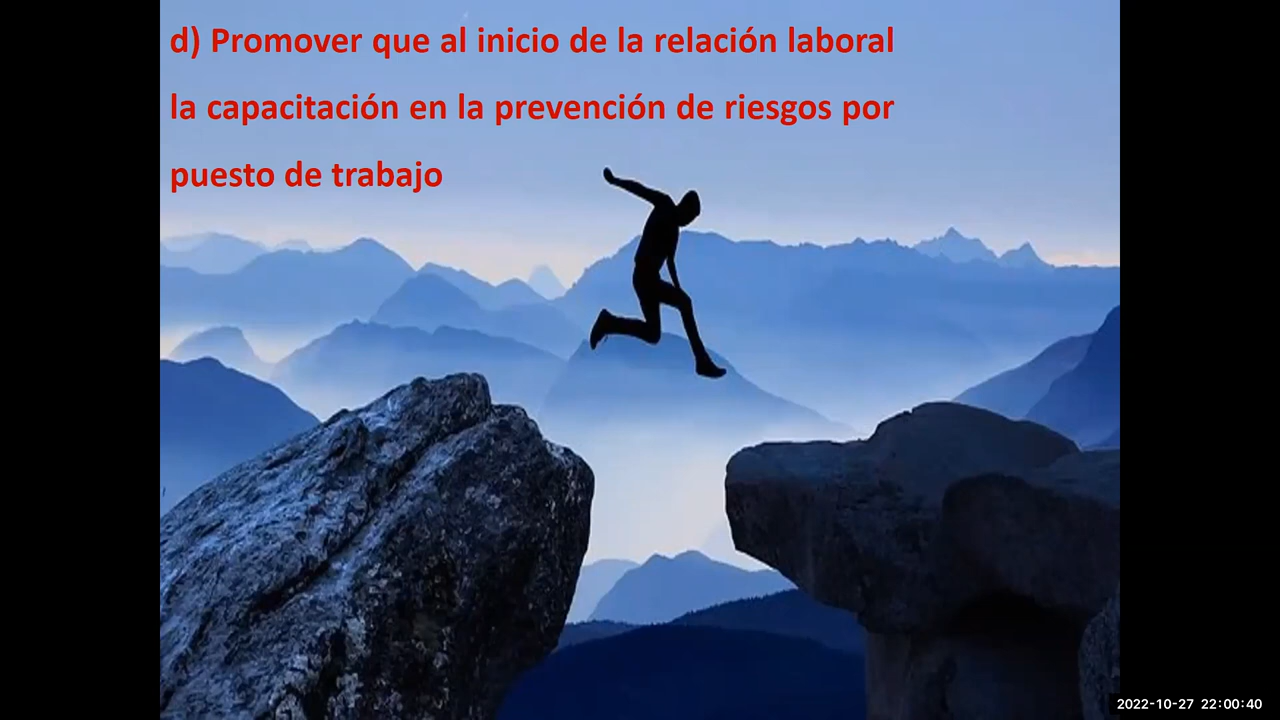 d) Promover que al inicio de la relación laboral
la capacitación en la prevención de riesgos por
puesto de trabajo
2022-10-27 22:00:40